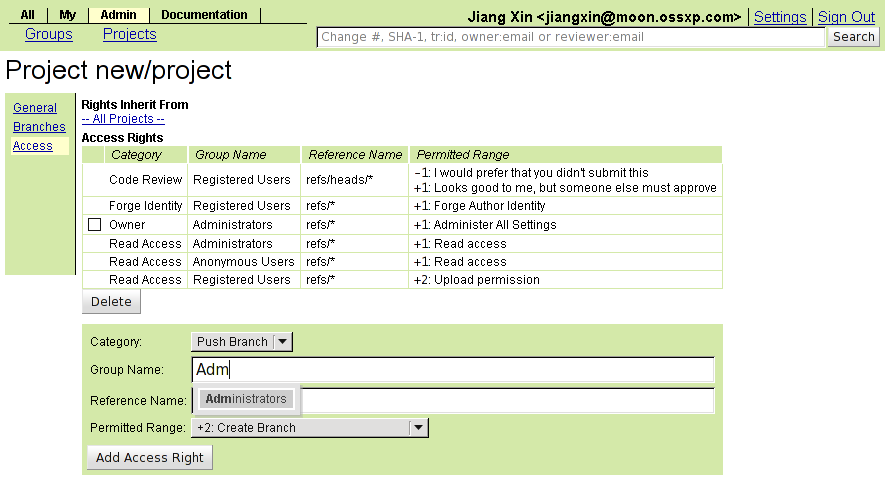 All My Admin Documentation Jiang Xin <jiangxin@moon.ossxp.com> Settings Sign Out
Groups Projects Change #, SHA-1, tr:id, owner:email or reviewer:email Search
Project new/project
General
Branches
Access
Rights Inherit From
-- All Projects --
Access Rights
Category Group Name Reference Name Permitted Range
Code Review Registered Users refs/heads/* -1: I would prefer that you didn't submit this
+1: Looks good to me, but someone else must approve
Forge Identity Registered Users refs/* +1: Forge Author Identity
Owner Administrators refs/* +1: Administer All Settings
Read Access Administrators refs/* +1: Read access
Read Access Anonymous Users refs/* +1: Read access
Read Access Registered Users refs/* +2: Upload permission
Delete
Category: Push Branch
Group Name: Adm
Reference Name: Administrators
Permitted Range: +2: Create Branch
Add Access Right